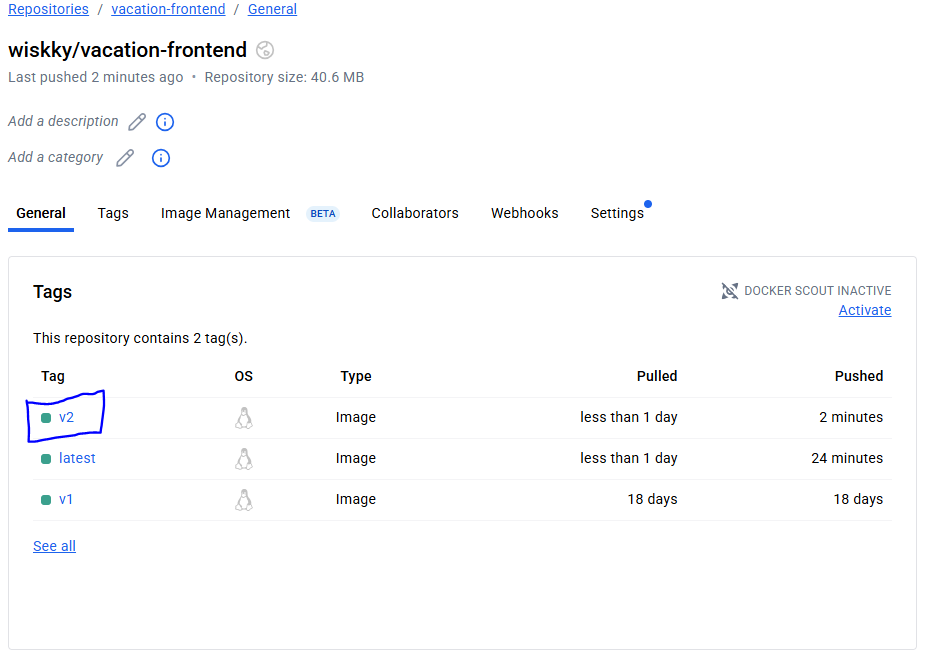 Repositories / vacation-frontend / General
wiskky/vacation-frontend
Last pushed 2 minutes ago • Repository size: 40.6 MB
Add a description
Add a category
General Tags Image Management BETA Collaborators Webhooks Settings
Tags DOCKER SCOUT INACTIVE
Activate
This repository contains 2 tag(s).
Tag OS Type Pulled Pushed
v2 Image less than 1 day 2 minutes
latest Image less than 1 day 24 minutes
v1 Image 18 days 18 days
See all